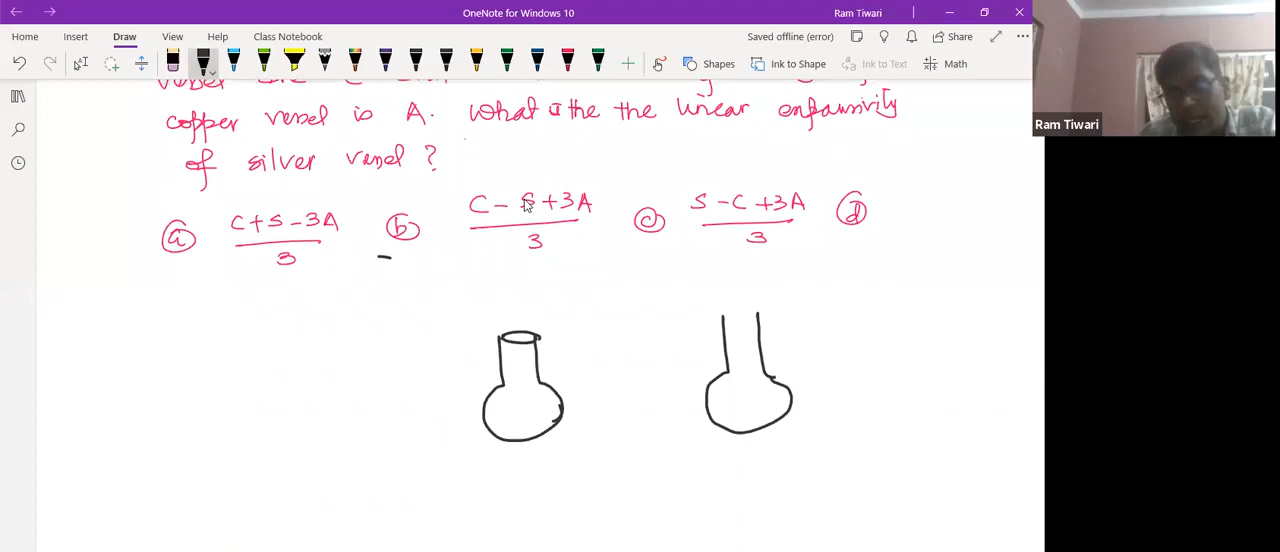 OneNote for Windows 10
Ram Tiwari
Home Insert Draw View Help Class Notebook
Saved offline (error)
Share
Shapes
Ink to Shape
Ink to Text
Math
Ram Tiwari
copper vessel is A. What is the the linear expansivity
of silver vessel ?
(a) C+S-3A / 3 (b) C-S+3A / 3 (c) S-C+3A / 3 (d)